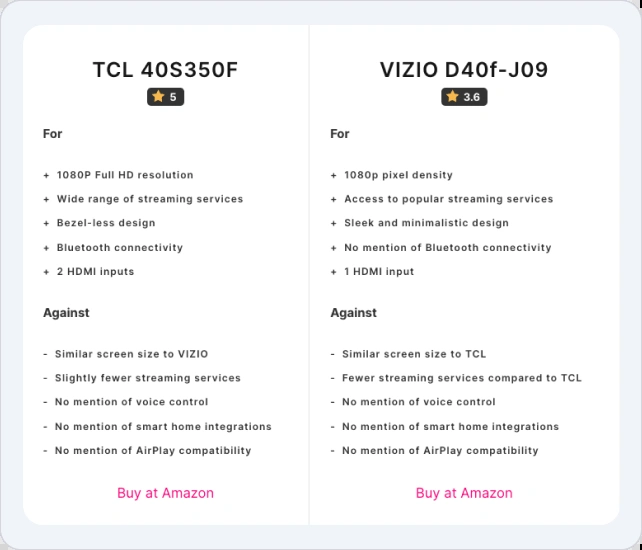 TCL 40S350F
5
For
+ 1080P Full HD resolution
+ Wide range of streaming services
+ Bezel-less design
+ Bluetooth connectivity
+ 2 HDMI inputs
Against
- Similar screen size to VIZIO
- Slightly fewer streaming services
- No mention of voice control
- No mention of smart home integrations
- No mention of AirPlay compatibility
Buy at Amazon
VIZIO D40f-J09
3.6
For
+ 1080p pixel density
+ Access to popular streaming services
+ Sleek and minimalistic design
+ No mention of Bluetooth connectivity
+ 1 HDMI input
Against
- Similar screen size to TCL
- Fewer streaming services compared to TCL
- No mention of voice control
- No mention of smart home integrations
- No mention of AirPlay compatibility
Buy at Amazon